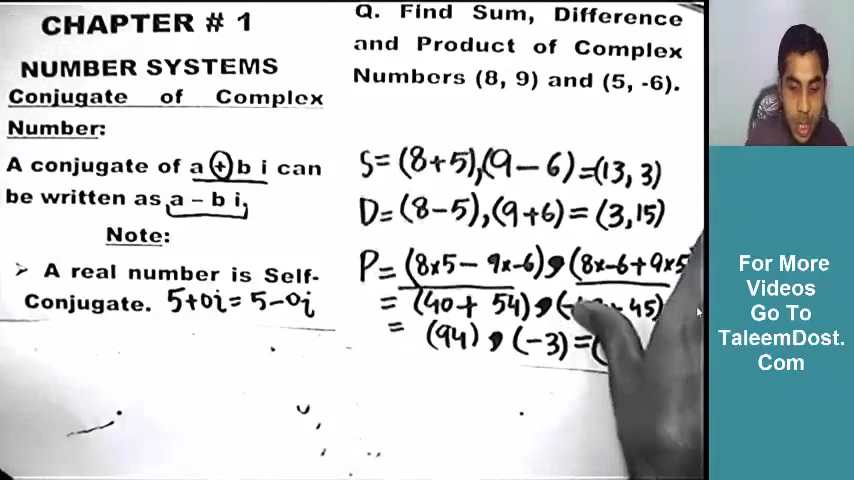 CHAPTER # 1
NUMBER SYSTEMS
Conjugate of Complex
Number:
A conjugate of a + b i can
be written as a - b i,
Note:
➢ A real number is Self-
Conjugate. 5+0i = 5-0i
Q. Find Sum, Difference
and Product of Complex
Numbers (8, 9) and (5, -6).
S = (8+5),(9-6) = (13, 3)
D = (8-5),(9+6) = (3,15)
P = (8x5 - 9x-6), (8x-6+9x5
= (40 + 54), 45)
= (94), (-3) = (
For More
Videos
Go To
TaleemDost.
Com